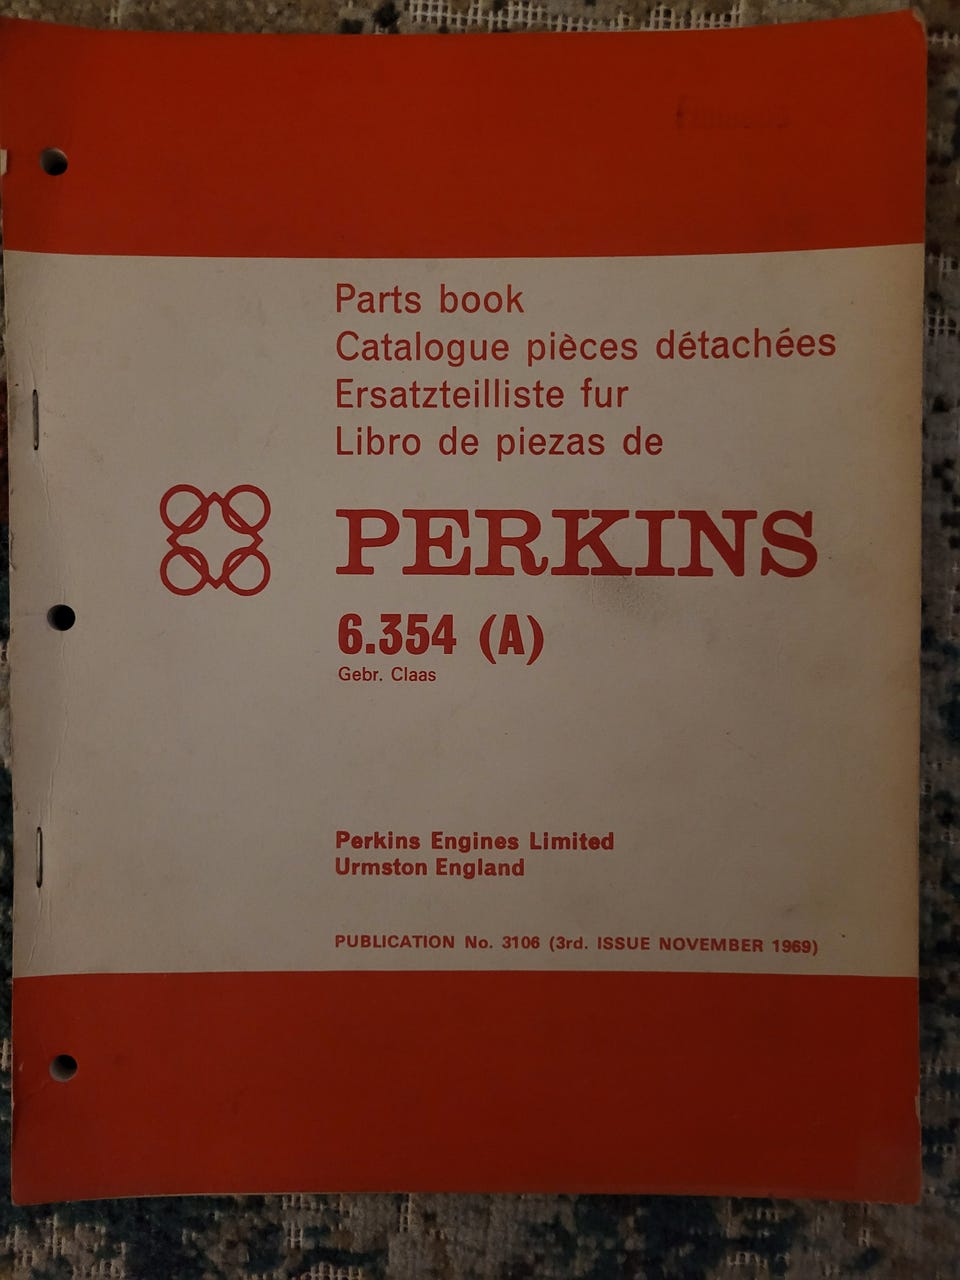 Parts book
Catalogue pièces détachées
Ersatzteilliste fur
Libro de piezas de
PERKINS
6.354 (A)
Gebr. Claas
Perkins Engines Limited
Urmston England
PUBLICATION No. 3106 (3rd. ISSUE NOVEMBER 1969)